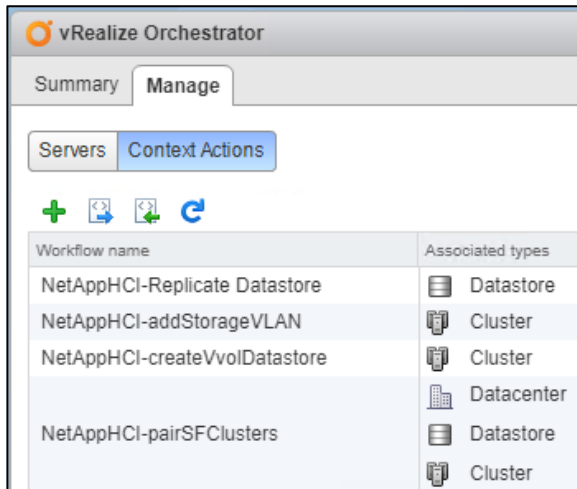 vRealize Orchestrator
Summary Manage
Servers Context Actions
Workflow name Associated types
NetAppHCI-Replicate Datastore Datastore
NetAppHCI-addStorageVLAN Cluster
NetAppHCI-createVvolDatastore Cluster
Datacenter
NetAppHCI-pairSFClusters Datastore
Cluster